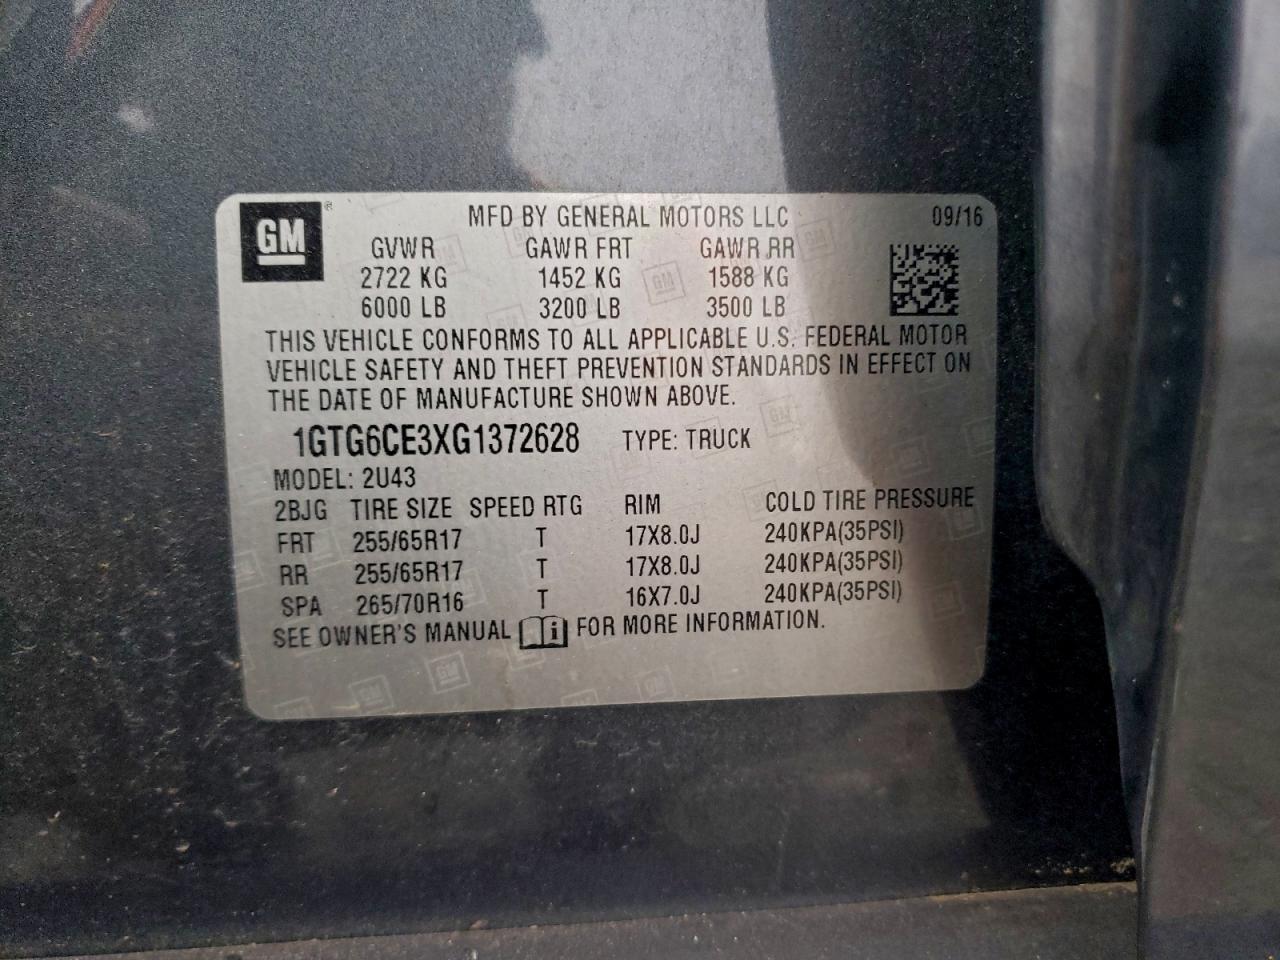 GM ®
MFD BY GENERAL MOTORS LLC 09/16
GVWR GAWR FRT GAWR RR
2722 KG 1452 KG 1588 KG
6000 LB 3200 LB 3500 LB
THIS VEHICLE CONFORMS TO ALL APPLICABLE U.S. FEDERAL MOTOR
VEHICLE SAFETY AND THEFT PREVENTION STANDARDS IN EFFECT ON
THE DATE OF MANUFACTURE SHOWN ABOVE.
1GTG6CE3XG1372628 TYPE: TRUCK
MODEL: 2U43
2BJG TIRE SIZE SPEED RTG RIM COLD TIRE PRESSURE
FRT 255/65R17 T 17X8.0J 240KPA(35PSI)
RR 255/65R17 T 17X8.0J 240KPA(35PSI)
SPA 265/70R16 T 16X7.0J 240KPA(35PSI)
SEE OWNER'S MANUAL i FOR MORE INFORMATION.